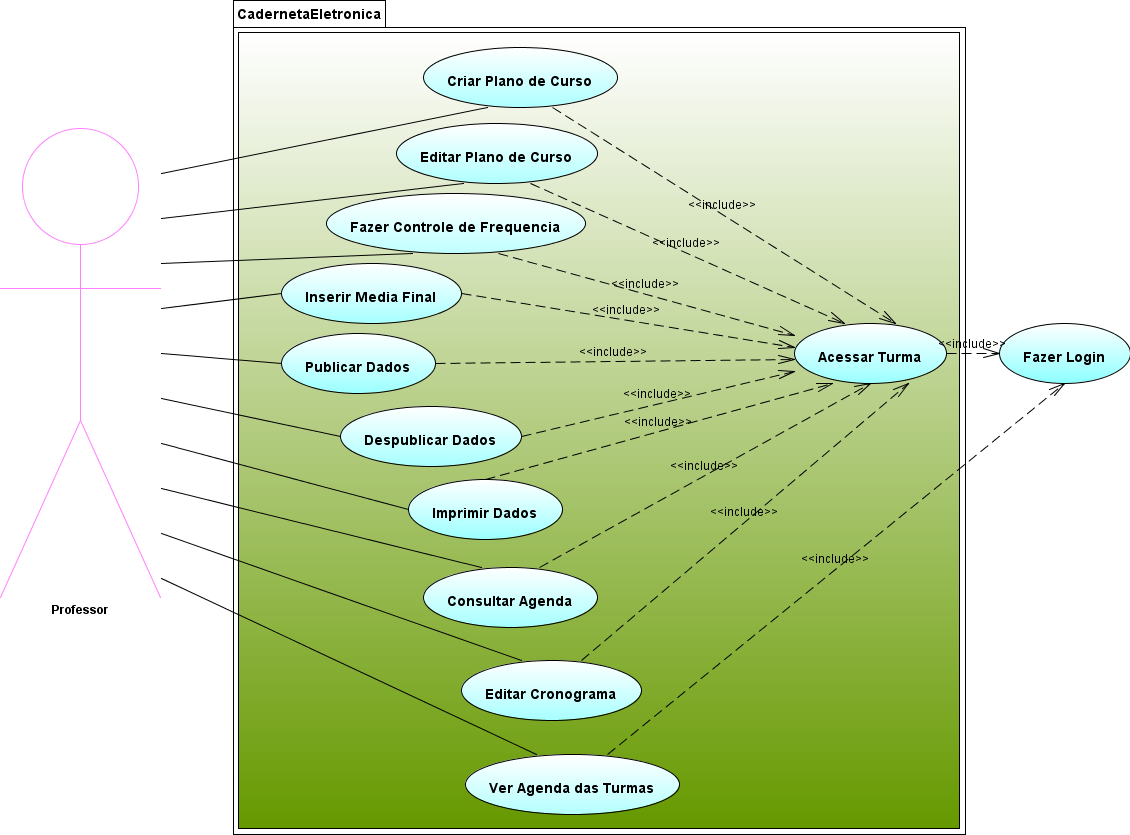 CadernetaEletronica
Criar Plano de Curso
Editar Plano de Curso
<<include>>
Fazer Controle de Frequencia
<<include>>
<<include>>
Inserir Media Final
<<include>>
<<include>>
Publicar Dados
<<include>>
Acessar Turma
Fazer Login
<<include>>
<<include>>
Despublicar Dados
<<include>>
Imprimir Dados
<<include>>
<<include>>
Consultar Agenda
Professor
Editar Cronograma
Ver Agenda das Turmas